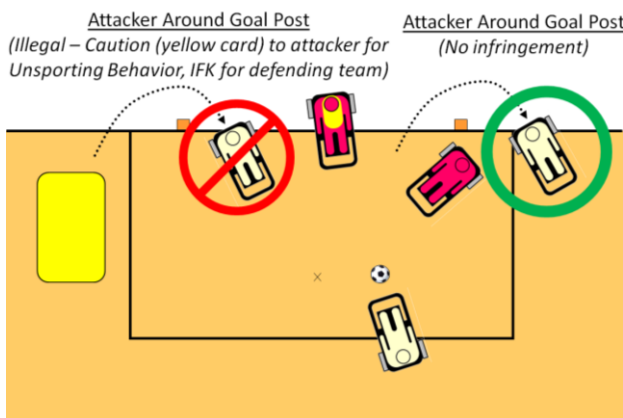 Attacker Around Goal Post
(Illegal – Caution (yellow card) to attacker for
Unsporting Behavior, IFK for defending team)
Attacker Around Goal Post
(No infringement)